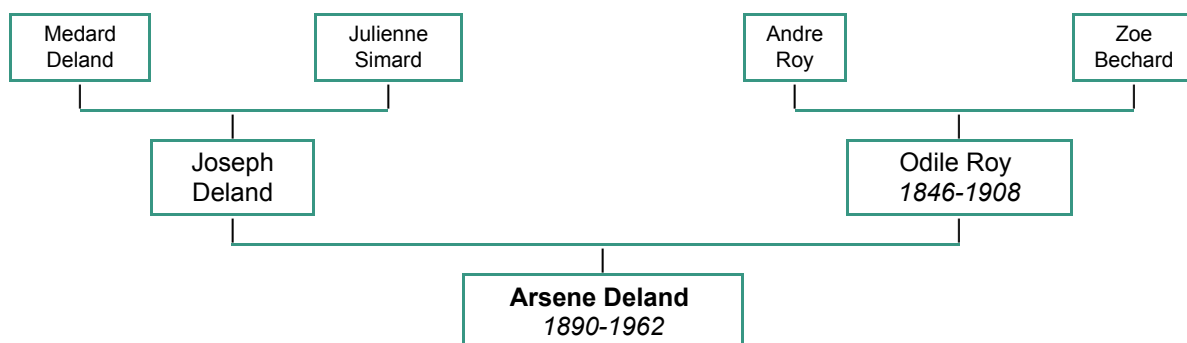 Medard
Deland
Julienne
Simard
Andre
Roy
Zoe
Bechard
Joseph
Deland
Odile Roy
1846-1908
Arsene Deland
1890-1962